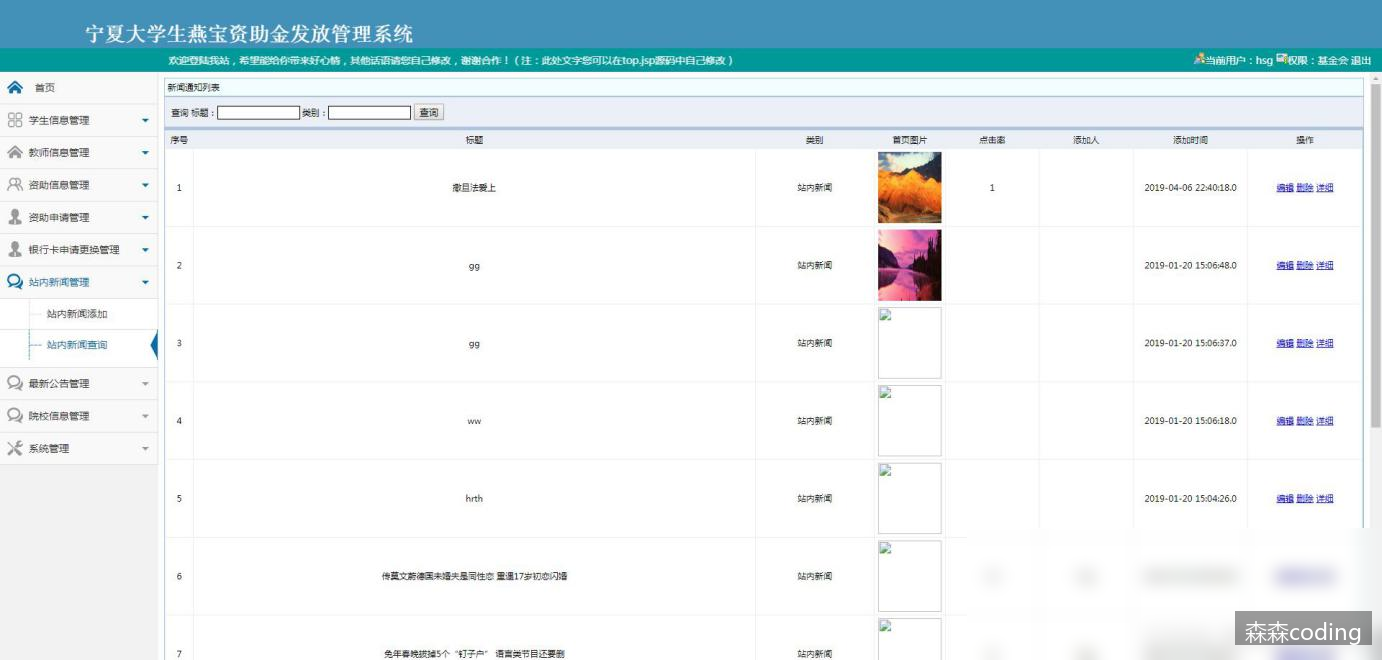 宁夏大学生燕宝资助金发放管理系统
欢迎登陆我站，希望能给你带来好心情，其他话语请您自己修改，谢谢合作！（注：此处文字您可以在top.jsp源码中自己修改） 当前用户：hsg 权限：基金会 退出
首页
学生信息管理
教师信息管理
资助信息管理
资助申请管理
银行卡申请更换管理
站内新闻管理
站内新闻添加
站内新闻查询
最新公告管理
院校信息管理
系统管理
新闻通知列表
查询 标题： 类别： 查询
序号 标题 类别 首页图片 点击率 添加人 添加时间 操作
1 撒旦法爱上 站内新闻 1 2019-04-06 22:40:18.0 编辑 删除 详细
2 gg 站内新闻 2019-01-20 15:06:48.0 编辑 删除 详细
3 gg 站内新闻 2019-01-20 15:06:37.0 编辑 删除 详细
4 ww 站内新闻 2019-01-20 15:06:18.0 编辑 删除 详细
5 hrth 站内新闻 2019-01-20 15:04:26.0 编辑 删除 详细
6 传莫文蔚德国未婚夫是同性恋 重遇17岁初恋闪婚 站内新闻
7 兔年春晚拔掉5个“钉子户” 语言类节目还要删 站内新闻
森森coding